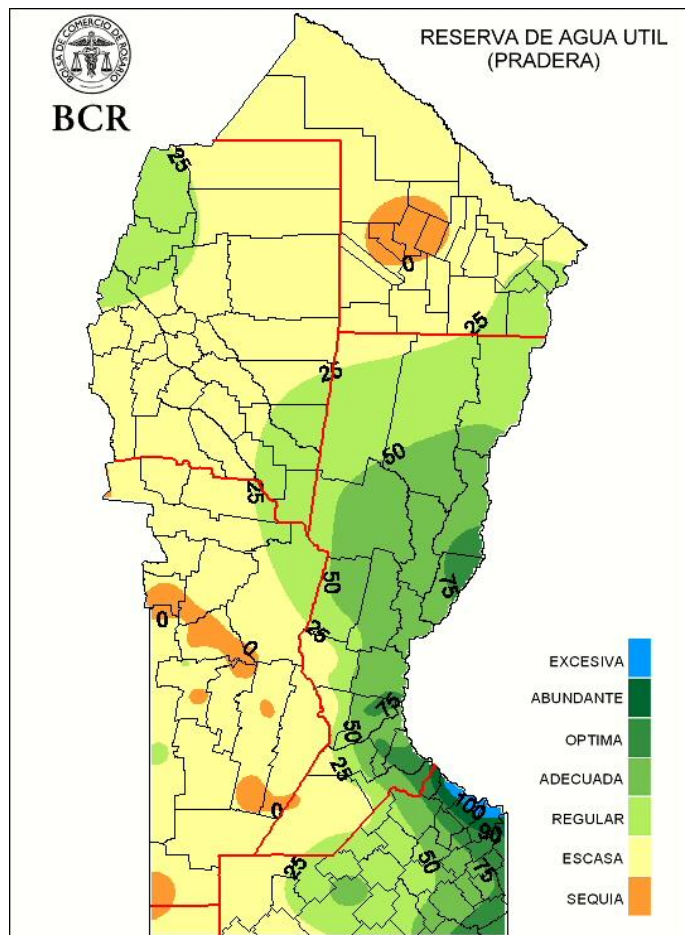 BOLSA DE COMERCIO DE ROSARIO
BCR
RESERVA DE AGUA UTIL
(PRADERA)
25
0
25
25
50
25
75
50
0
0
25
75
50
25
100
0
90
50
75
25
EXCESIVA
ABUNDANTE
OPTIMA
ADECUADA
REGULAR
ESCASA
SEQUIA